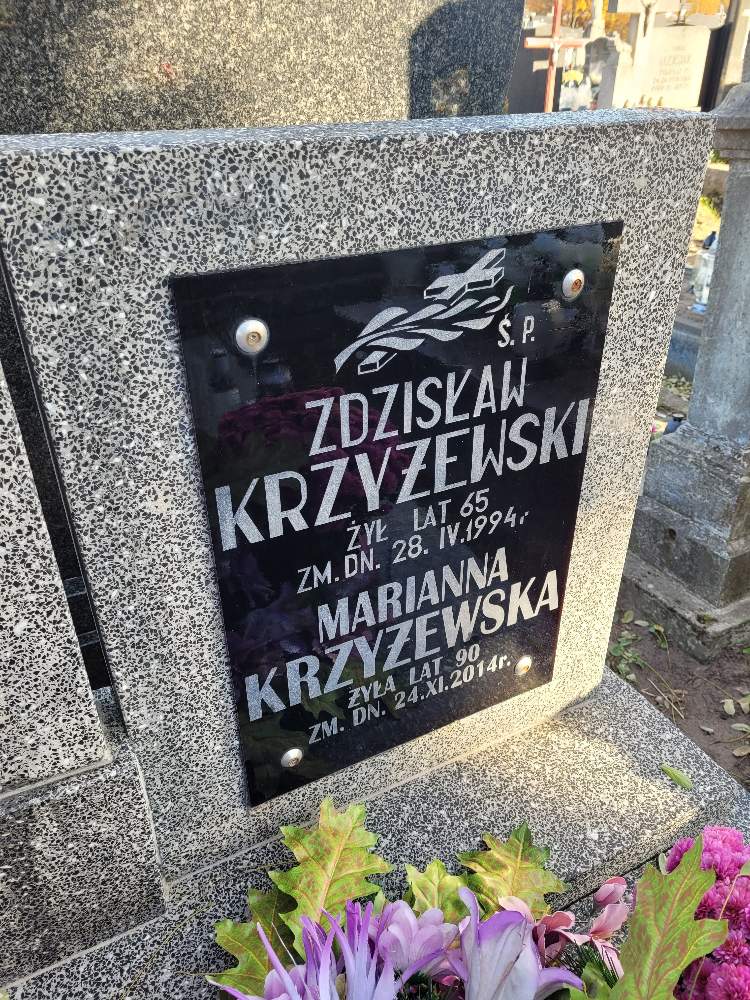 Ś. P.
ZDZISŁAW
KRZYŻEWSKI
ŻYŁ LAT 65
ZM. DN. 28. IV. 1994r.
MARIANNA
KRZYŻEWSKA
ŻYŁA LAT 90
ZM. DN. 24.XI.2014r.